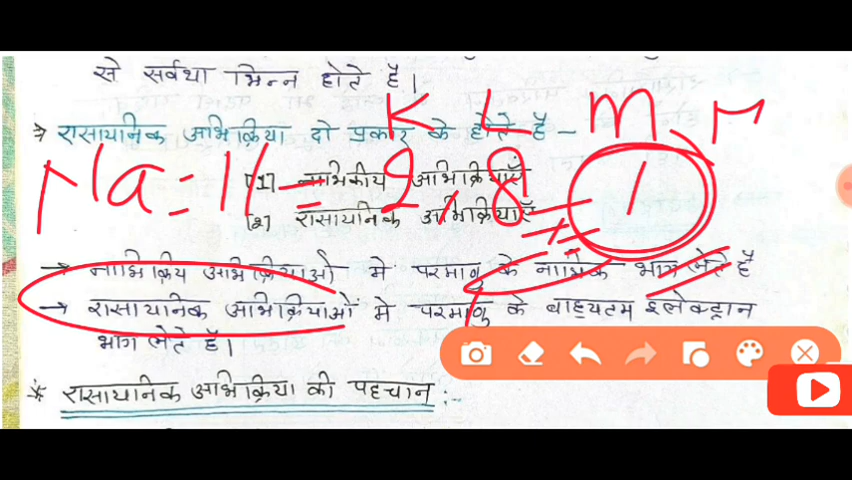 से सर्वथा भिन्न होते हैं।
K L M N
→ रासायनिक अभिक्रिया दो प्रकार के होते हैं -
Na = 11 = 2, 8, 1
[1] नाभिकीय अभिक्रियाएँ
[2] रासायनिक अभिक्रियाएँ
→ नाभिकिय अभिक्रियाओं में परमाणु के नाभिक भाग लेते है
→ रासायनिक अभिक्रियाओं में परमाणु के बाह्यतम इलेक्ट्रान
भाग लेते हैं।
* रासायनिक अभिक्रिया की पहचान :-